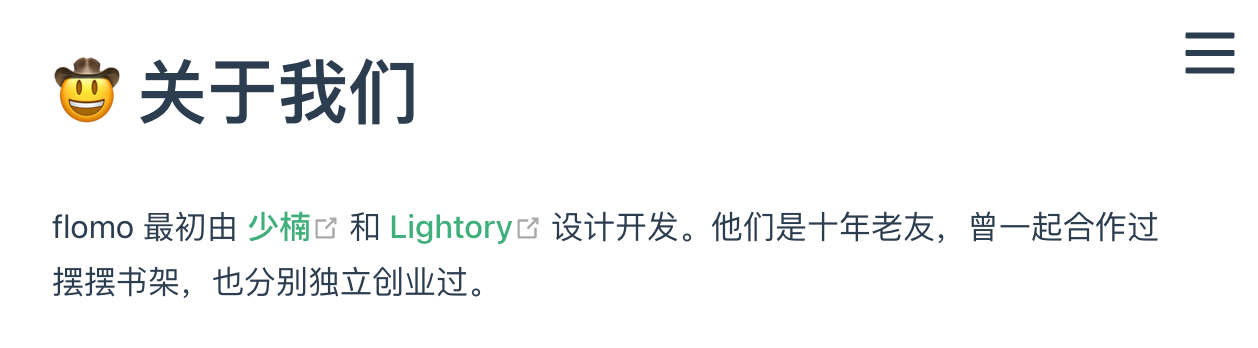 🤠 关于我们
flomo 最初由 少楠 和 Lightory 设计开发。他们是十年老友，曾一起合作过
摆摆书架，也分别独立创业过。